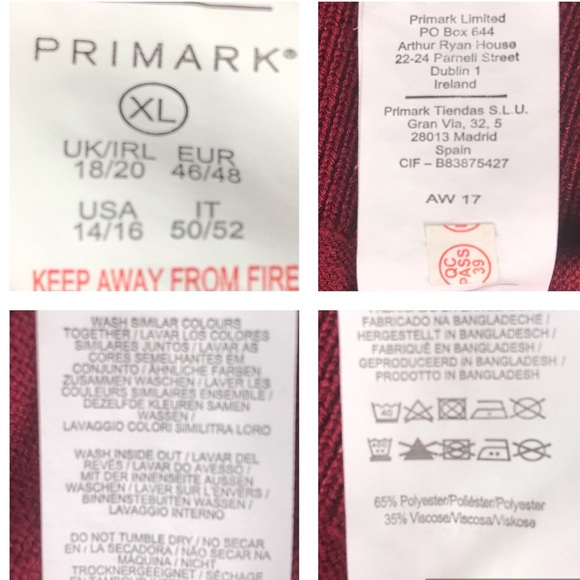 PRIMARK®
XL
UK/IRL EUR
18/20 46/48
USA IT
14/16 50/52
KEEP AWAY FROM FIRE
Primark Limited
PO Box 644
Arthur Ryan House
22-24 Parnell Street
Dublin 1
Ireland
Primark Tiendas S.L.U.
Gran Via, 32, 5
28013 Madrid
Spain
CIF – B83875427
AW 17
QC
PASS
39
WASH SIMILAR COLOURS
TOGETHER / LAVAR LOS COLORES
SIMILARES JUNTOS / LAVAR AS
CORES SEMELHANTES EM
CONJUNTO / ÄHNLICHE FARBEN
ZUSAMMEN WASCHEN / LAVER LES
COULEURS SIMILAIRES ENSEMBLE /
DEZELFDE KLEUREN SAMEN
WASSEN /
LAVAGGIO COLORI SIMILITRA LORO
WASH INSIDE OUT / LAVAR DEL
REVÉS / LAVAR DO AVESSO /
MIT DER INNENSEITE AUSSEN
WASCHEN / LAVER SUR L'ENVERS /
BINNENSTEBUITEN WASSEN /
LAVAGGIO INTERNO
DO NOT TUMBLE DRY / NO SECAR
EN / LA SECADORA / NÃO SECAR NA
MÁQUINA / NICHT
TROCKNERGEEIGNET / SÉCHAGE
FABRICADO NA BANGLADECHE /
HERGESTELLT IN BANGLADESCH /
FABRIQUÉ EN BANGLADESH /
GEPRODUCEERD IN BANGLADESH /
PRODOTTO IN BANGLADESH
40
65% Polyester/Poliéster/Polyester
35% Viscose/Viscosa/Viskose